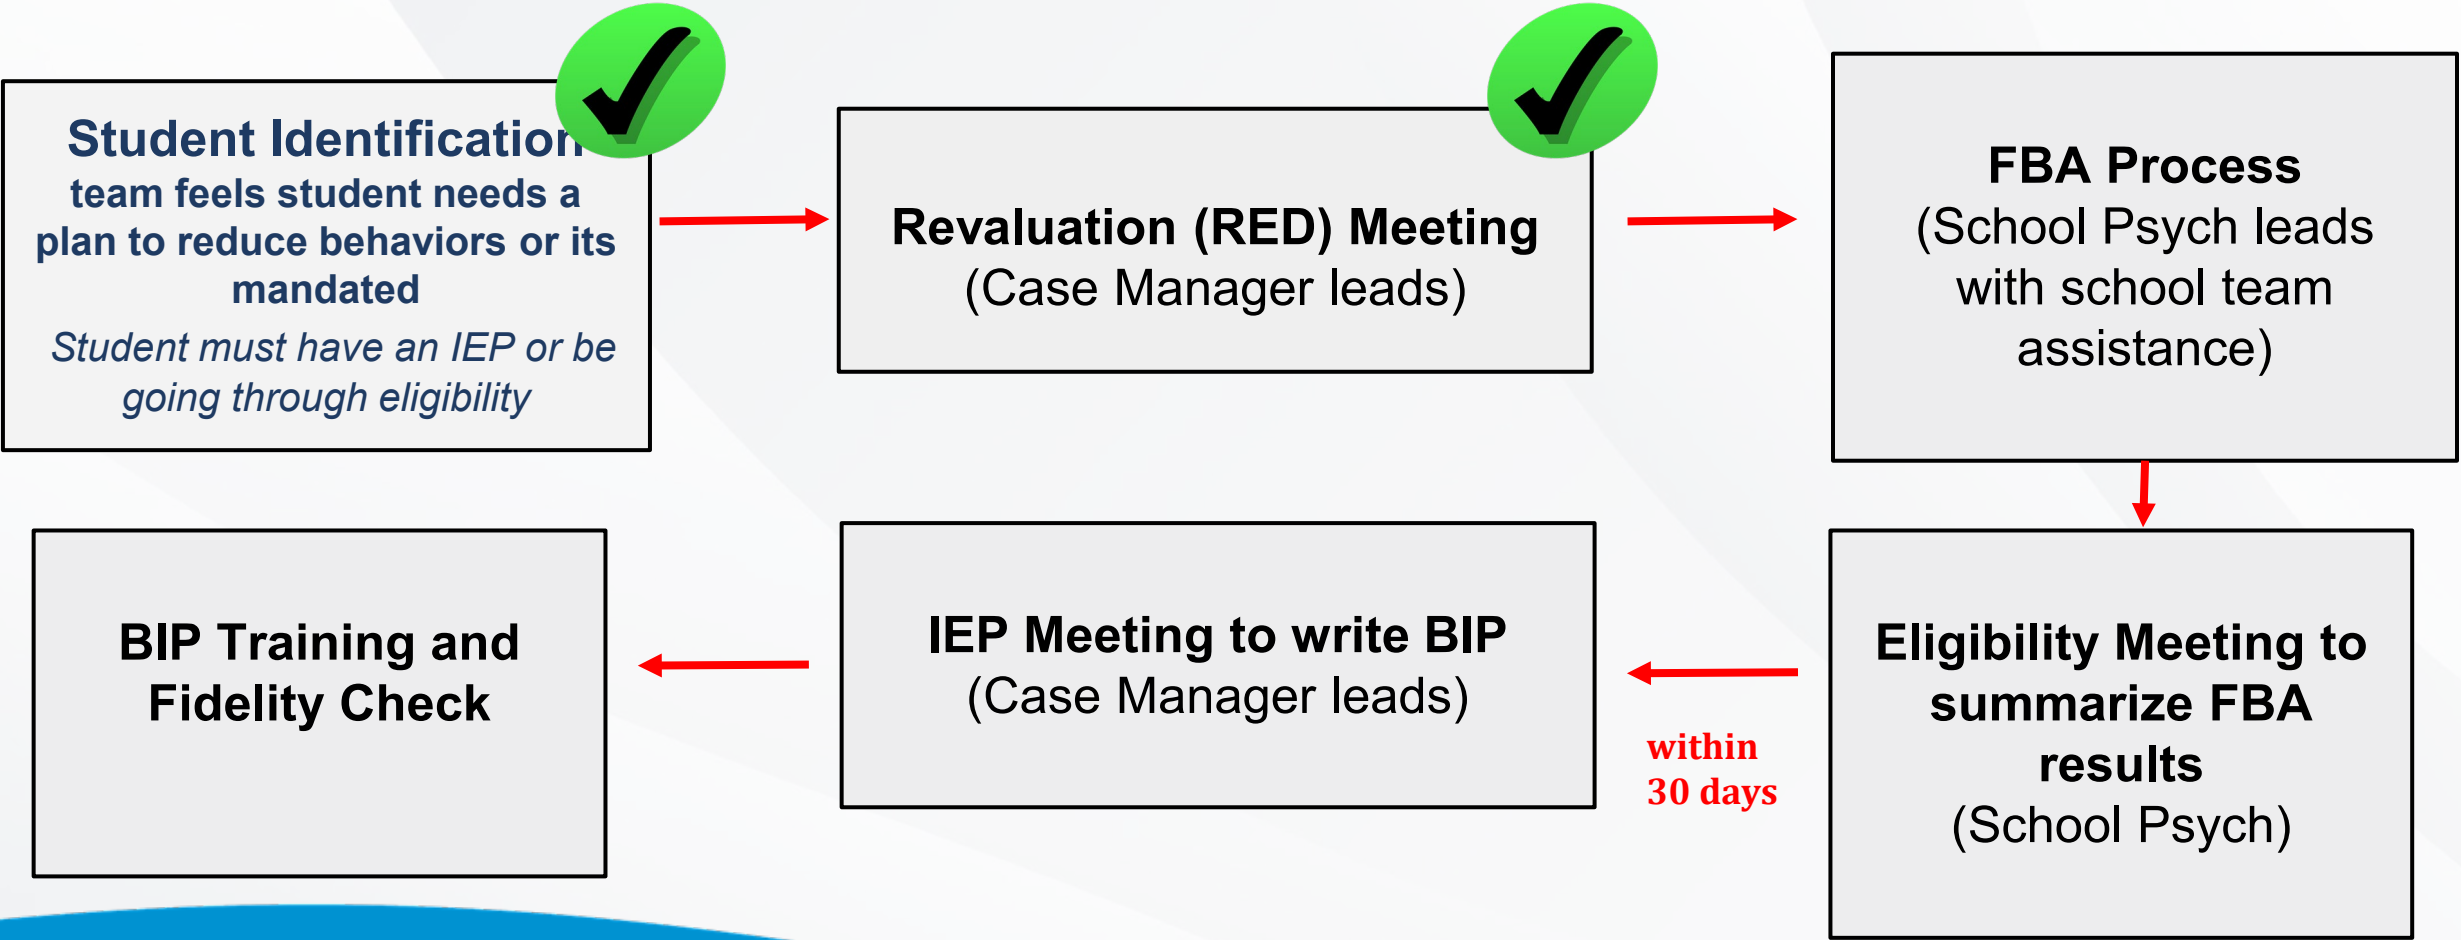 Student Identification
team feels student needs a
plan to reduce behaviors or its
mandated
Student must have an IEP or be
going through eligibility
Revaluation (RED) Meeting
(Case Manager leads)
FBA Process
(School Psych leads
with school team
assistance)
Eligibility Meeting to
summarize FBA
results
(School Psych)
within
30 days
IEP Meeting to write BIP
(Case Manager leads)
BIP Training and
Fidelity Check